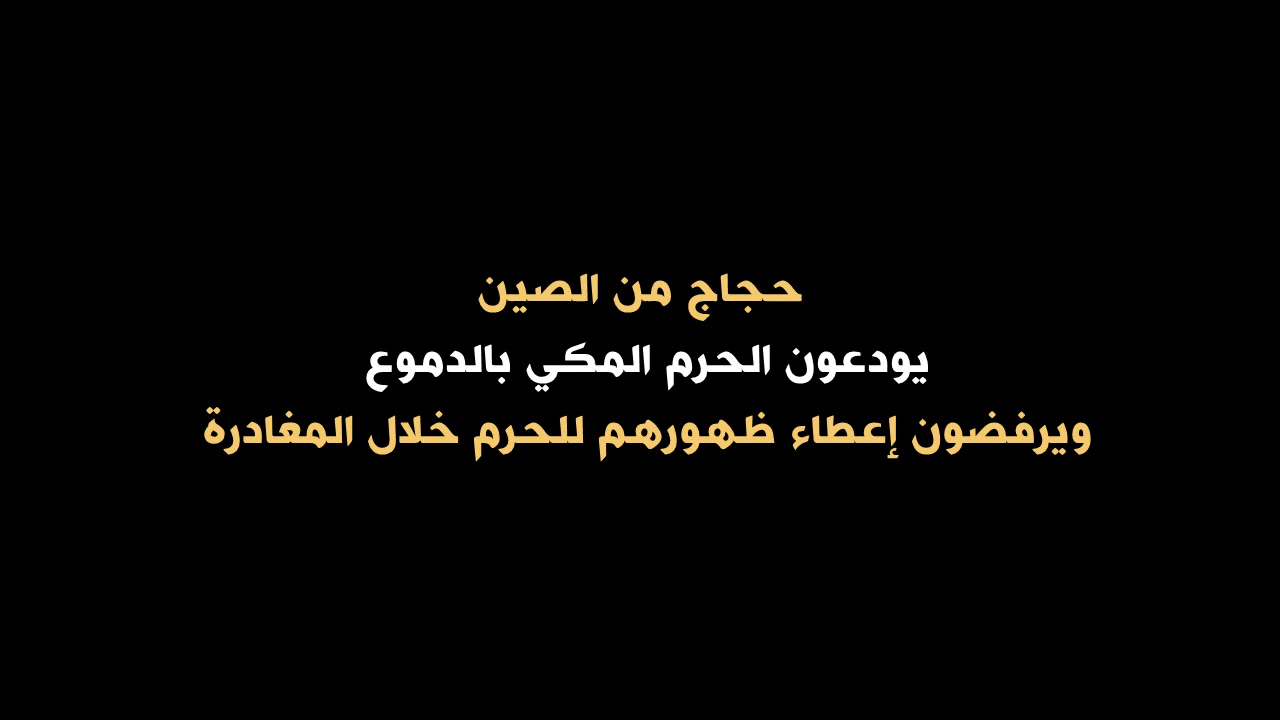 حجاج من الصين
يودعون الحرم المكي بالدموع
ويرفضون إعطاء ظهورهم للحرم خلال المغادرة